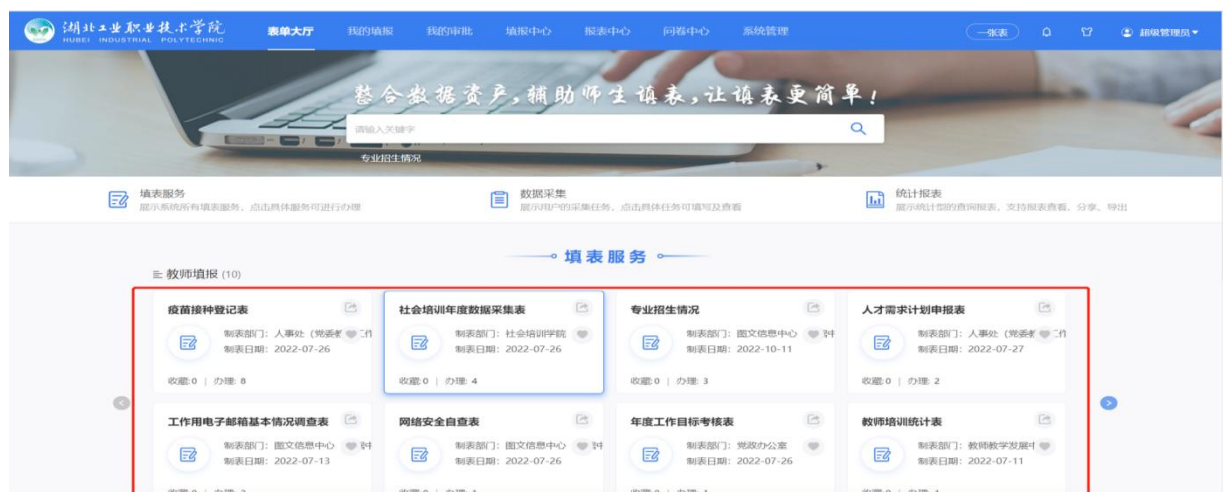 湖北工业职业技术学院
HUBEI INDUSTRIAL POLYTECHNIC
表单大厅 我的填报 我的审批 填报中心 报表中心 问卷中心 系统管理 一张表 超级管理员
整合数据资产,辅助师生填表,让填表更简单!
请输入关键字
专业招生情况
填表服务 数据采集 统计报表
展示系统所有填表服务，点击具体服务可进行办理 展示用户的采集任务，点击具体任务可填写及查看 展示统计型的查询报表，支持报表查看、分享、导出
填表服务
教师填报 (10)
疫苗接种登记表 社会培训年度数据采集表 专业招生情况 人才需求计划申报表
制表部门：人事处（党委 制表部门：社会培训学院 制表部门：图文信息中心 制表部门：人事处（党委
制表日期：2022-07-26 制表日期：2022-07-26 制表日期：2022-10-11 制表日期：2022-07-27
收藏: 0 | 办理: 8 收藏: 0 | 办理: 4 收藏: 0 | 办理: 3 收藏: 0 | 办理: 2
工作用电子邮箱基本情况调查表 网络安全自查表 年度工作目标考核表 教师培训统计表
制表部门：图文信息中心 制表部门：图文信息中心 制表部门：党政办公室 制表部门：教师教学发展
制表日期：2022-07-13 制表日期：2022-07-26 制表日期：2022-07-26 制表日期：2022-07-11